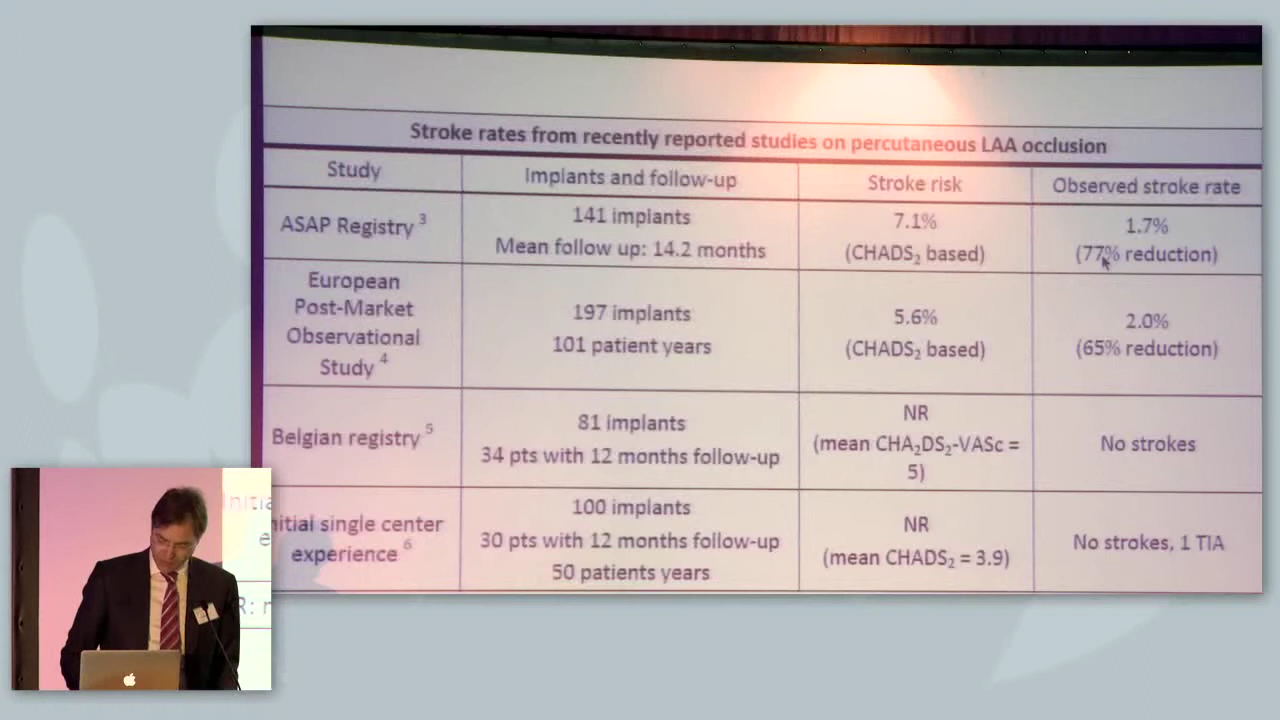 Stroke rates from recently reported studies on percutaneous LAA occlusion
Study
Implants and follow-up
Stroke risk
Observed stroke rate
ASAP Registry 3
141 implants
Mean follow up: 14.2 months
7.1%
(CHADS2 based)
1.7%
(77% reduction)
European
Post-Market
Observational
Study 4
197 implants
101 patient years
5.6%
(CHADS2 based)
2.0%
(65% reduction)
Belgian registry 5
81 implants
34 pts with 12 months follow-up
NR
(mean CHA2DS2-VASc =
5)
No strokes
nitial single center
experience 6
100 implants
30 pts with 12 months follow-up
50 patients years
NR
(mean CHADS2 = 3.9)
No strokes, 1 TIA